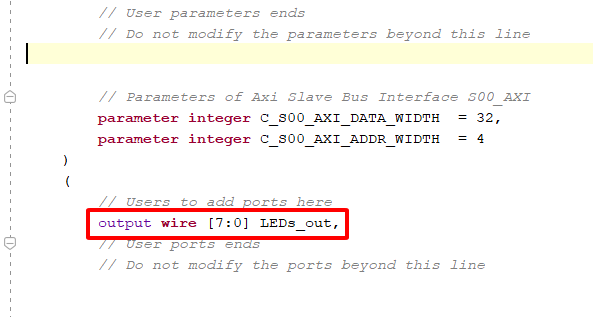 // User parameters ends
// Do not modify the parameters beyond this line
// Parameters of Axi Slave Bus Interface S00_AXI
parameter integer C_S00_AXI_DATA_WIDTH  = 32,
parameter integer C_S00_AXI_ADDR_WIDTH  = 4
)
(
// Users to add ports here
output wire [7:0] LEDs_out,
// User ports ends
// Do not modify the ports beyond this line